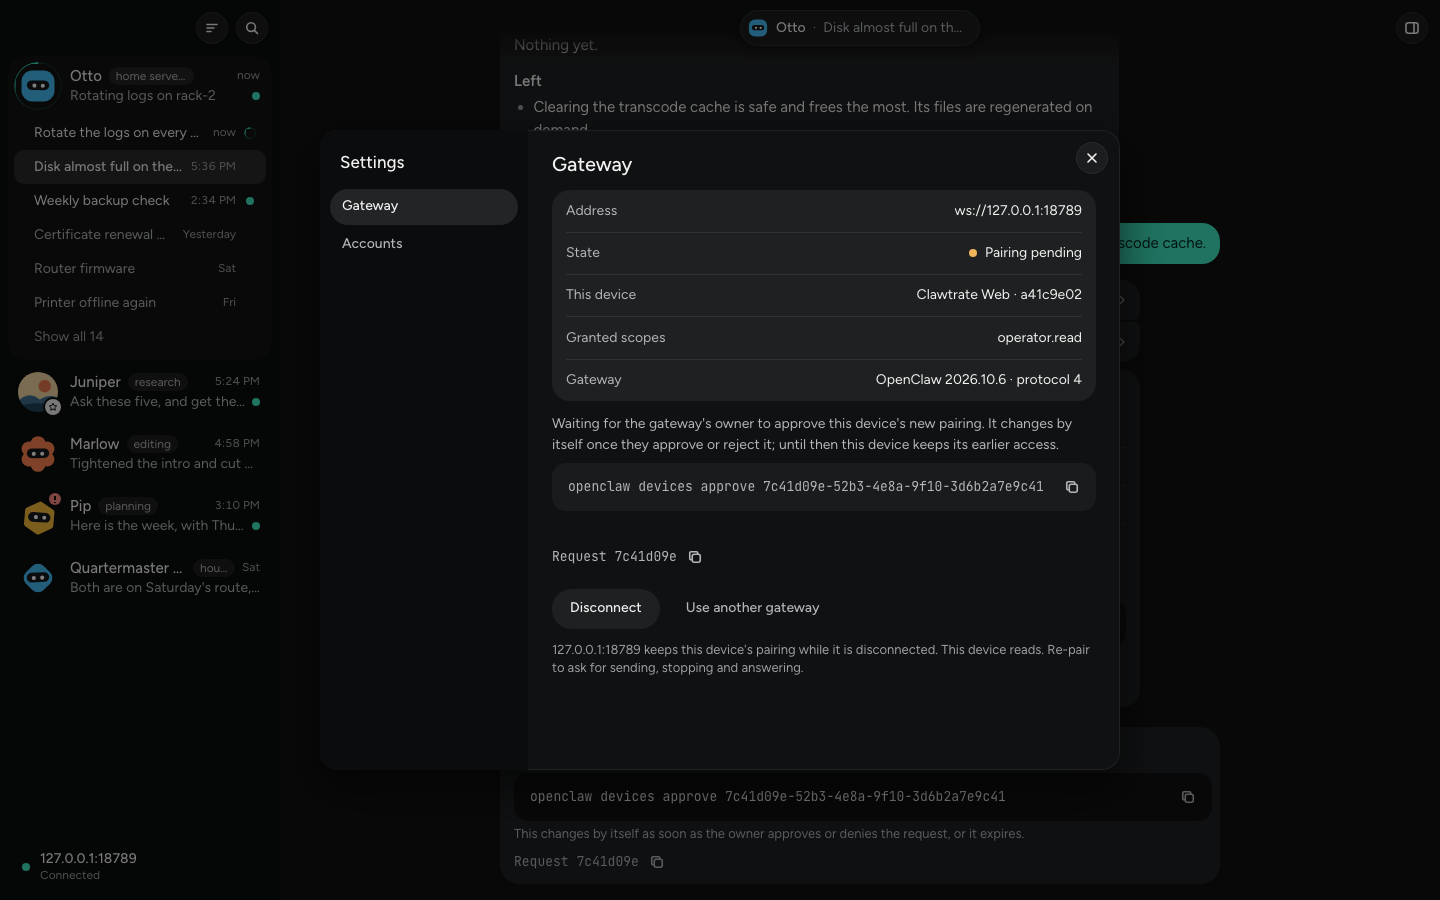 Otto · Disk almost full on th...
Otto home serve... now
Rotating logs on rack-2
Rotate the logs on every ... now
Disk almost full on the... 5:36 PM
Weekly backup check 2:34 PM
Certificate renewal ... Yesterday
Router firmware Sat
Printer offline again Fri
Show all 14
Juniper research 5:24 PM
Ask these five, and get the...
Marlow editing 4:58 PM
Tightened the intro and cut ...
Pip planning 3:10 PM
Here is the week, with Thu...
Quartermaster ... hou... Sat
Both are on Saturday's route,...
127.0.0.1:18789
Connected
Nothing yet.
Left
• Clearing the transcode cache is safe and frees the most. Its files are regenerated on
demand
scode cache.
Settings
Gateway
Accounts
Gateway
Address ws://127.0.0.1:18789
State Pairing pending
This device Clawtrate Web · a41c9e02
Granted scopes operator.read
Gateway OpenClaw 2026.10.6 · protocol 4
Waiting for the gateway's owner to approve this device's new pairing. It changes by
itself once they approve or reject it; until then this device keeps its earlier access.
openclaw devices approve 7c41d09e-52b3-4e8a-9f10-3d6b2a7e9c41
Request 7c41d09e
Disconnect Use another gateway
127.0.0.1:18789 keeps this device's pairing while it is disconnected. This device reads. Re-pair
to ask for sending, stopping and answering.
openclaw devices approve 7c41d09e-52b3-4e8a-9f10-3d6b2a7e9c41
This changes by itself as soon as the owner approves or denies the request, or it expires.
Request 7c41d09e